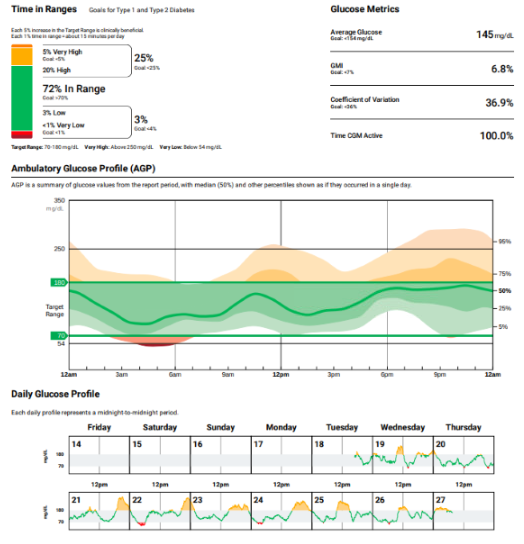 Time in Ranges Goals for Type 1 and Type 2 Diabetes
Each 5% increase in the Target Range is clinically beneficial.
Each 1% time in range = about 15 minutes per day
5% Very High
Goal <5%
20% High
25%
Goal <25%
72% In Range
Goal >70%
3% Low
<1% Very Low
Goal <1%
3%
Goal <4%
Target Range: 70-180 mg/dL Very High: Above 250 mg/dL Very Low: Below 54 mg/dL
Glucose Metrics
Average Glucose
Goal: <154 mg/dL
145 mg/dL
GMI
Goal: <7%
6.8%
Coefficient of Variation
Goal: <36%
36.9%
Time CGM Active
100.0%
Ambulatory Glucose Profile (AGP)
AGP is a summary of glucose values from the report period, with median (50%) and other percentiles shown as if they occurred in a single day.
350
mg/dL
250
180
Target
Range
70
54
95%
75%
50%
25%
5%
12am 3am 6am 9am 12pm 3pm 6pm 9pm 12am
Daily Glucose Profile
Each daily profile represents a midnight-to-midnight period.
Friday Saturday Sunday Monday Tuesday Wednesday Thursday
14 15 16 17 18 19 20
mg/dL
180
70
12pm 12pm 12pm 12pm 12pm 12pm 12pm
21 22 23 24 25 26 27
mg/dL
180
70